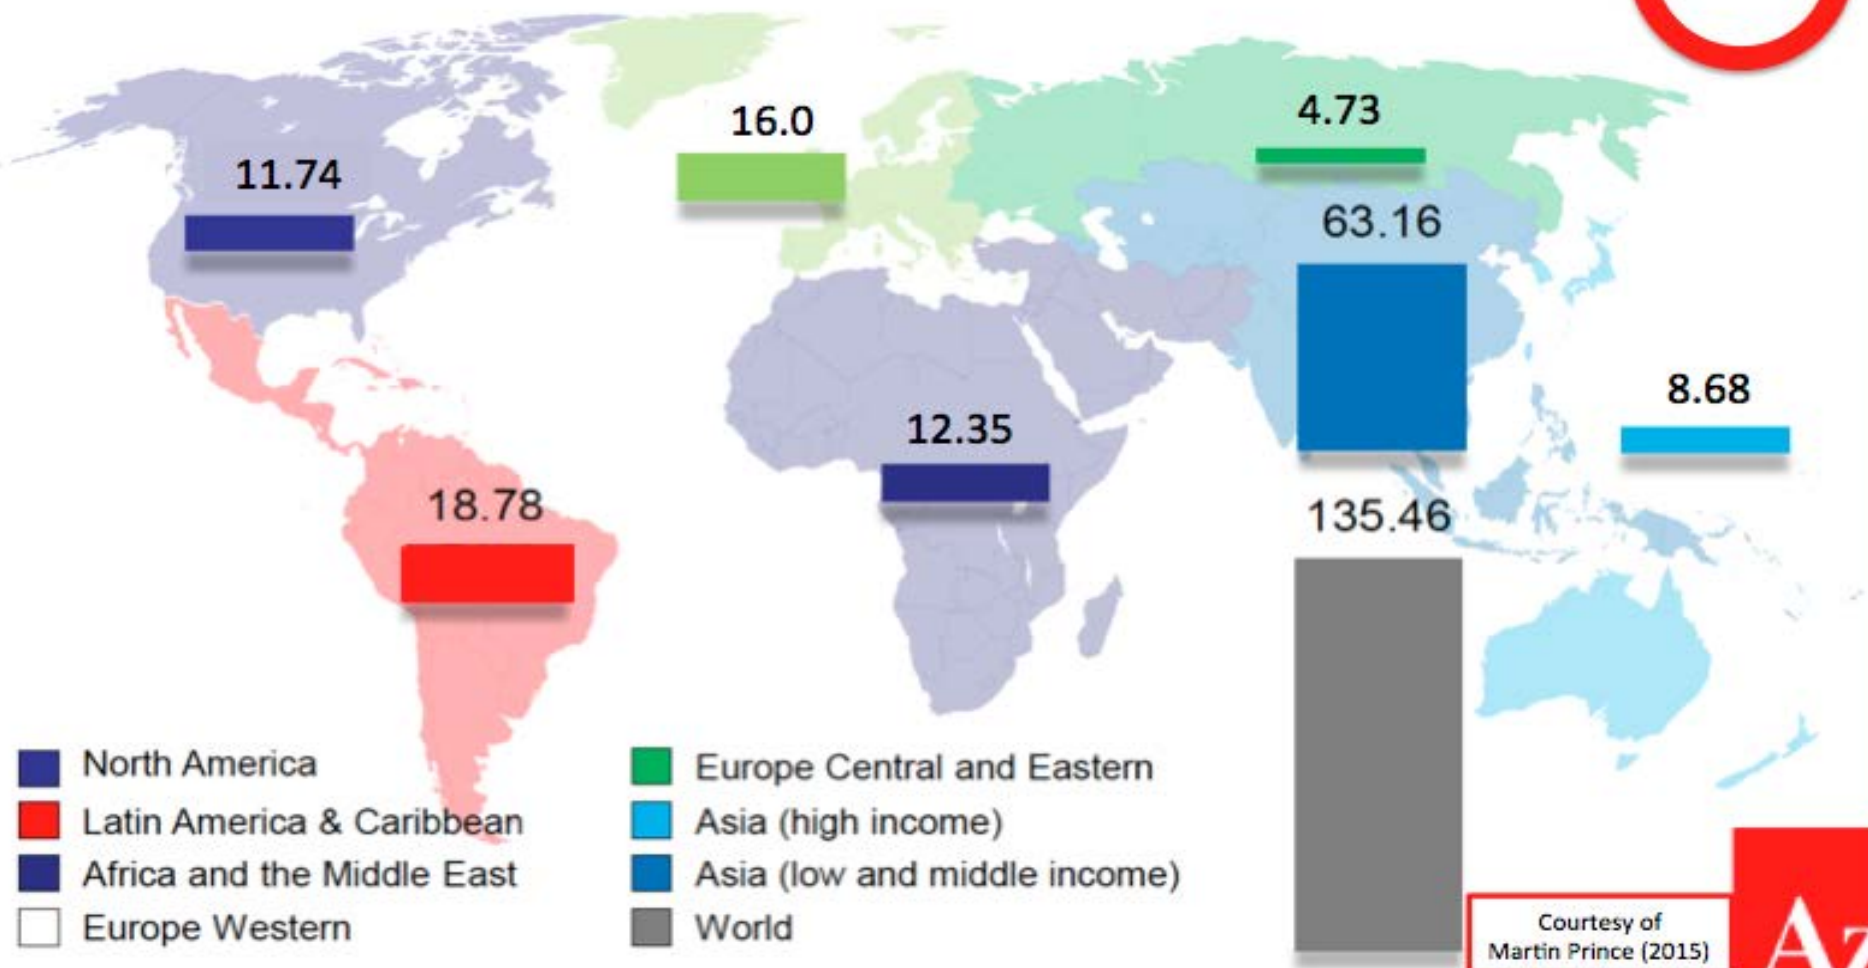 16.0
4.73
11.74
63.16
8.68
12.35
18.78
135.46
North America
Latin America & Caribbean
Africa and the Middle East
Europe Western
Europe Central and Eastern
Asia (high income)
Asia (low and middle income)
World
Courtesy of
Martin Prince (2015)
Az